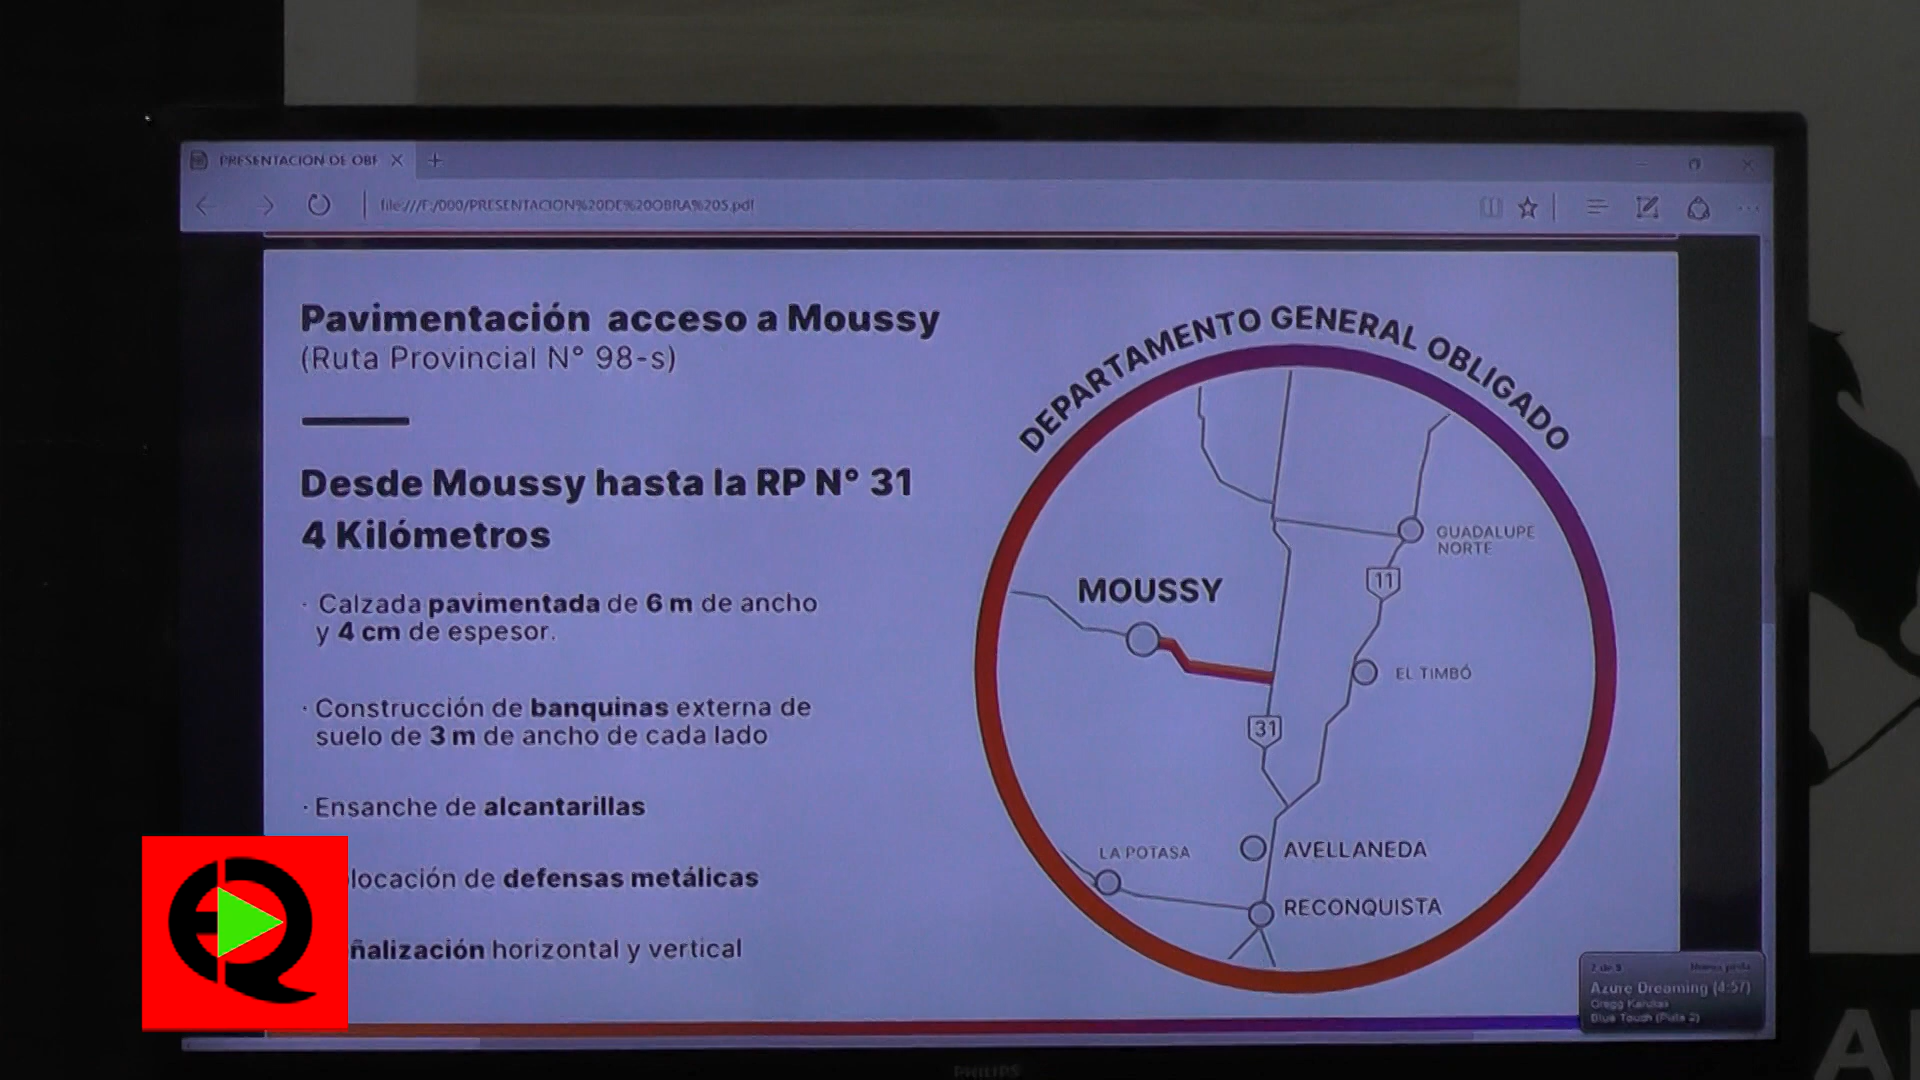 PRESENTACION DE OBF
file:///F:/000/PRESENTACION%20DE%20OBRA%205.pdf
Pavimentación acceso a Moussy
(Ruta Provincial N° 98-s)
Desde Moussy hasta la RP N° 31
4 Kilómetros
· Calzada pavimentada de 6 m de ancho
y 4 cm de espesor.
· Construcción de banquinas externa de
suelo de 3 m de ancho de cada lado
· Ensanche de alcantarillas
locación de defensas metálicas
ñalización horizontal y vertical
DEPARTAMENTO GENERAL OBLIGADO
GUADALUPE
NORTE
11
MOUSSY
EL TIMBÓ
31
LA POTASA
AVELLANEDA
RECONQUISTA
Azure Dreaming (4:57)
Blue Touch (Pista 2)
PHILIPS
A